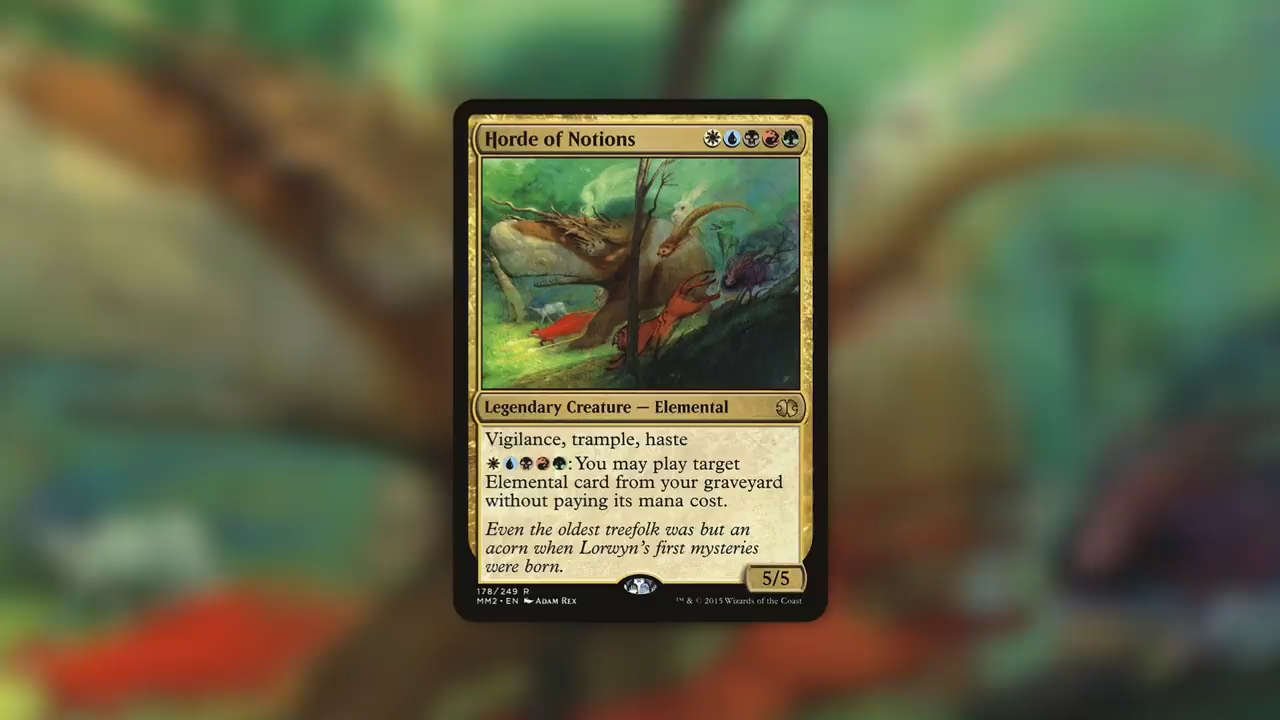 Horde of Notions
Legendary Creature — Elemental
Vigilance, trample, haste
: You may play target
Elemental card from your graveyard
without paying its mana cost.
Even the oldest treefolk was but an
acorn when Lorwyn's first mysteries
were born.
5/5
178/249 R
MM2 • EN ADAM REX
™ & © 2015 Wizards of the Coast